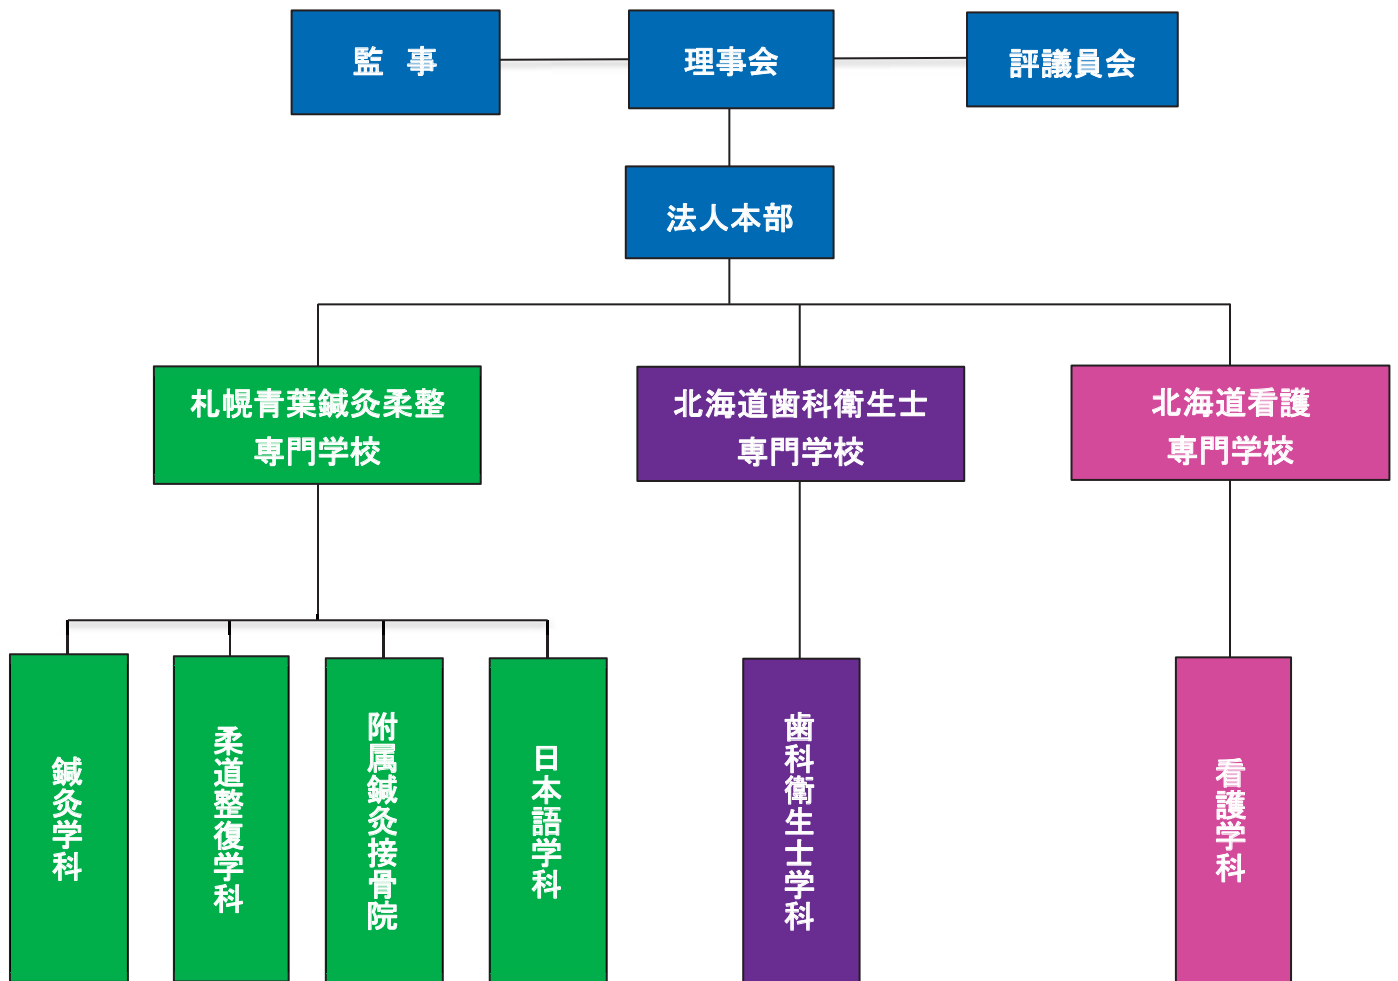 監　事
理事会
評議員会
法人本部
札幌青葉鍼灸柔整
専門学校
北海道歯科衛生士
専門学校
北海道看護
専門学校
鍼灸学科
柔道整復学科
附属鍼灸接骨院
日本語学科
歯科衛生士学科
看護学科